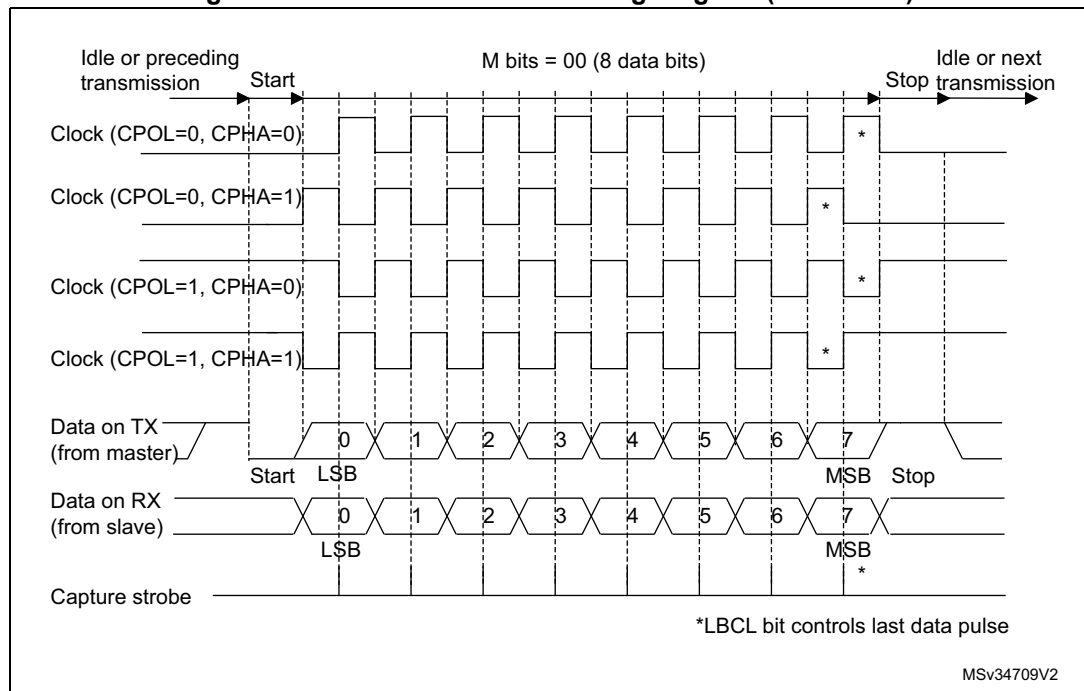 Idle or preceding
transmission
Start
M bits = 00 (8 data bits)
Stop
Idle or next
transmission
Clock (CPOL=0, CPHA=0)
*
Clock (CPOL=0, CPHA=1)
*
Clock (CPOL=1, CPHA=0)
*
Clock (CPOL=1, CPHA=1)
*
Data on TX
(from master)
0 1 2 3 4 5 6 7
Start LSB MSB Stop
Data on RX
(from slave)
0 1 2 3 4 5 6 7
LSB MSB
*
Capture strobe
*LBCL bit controls last data pulse
MSv34709V2